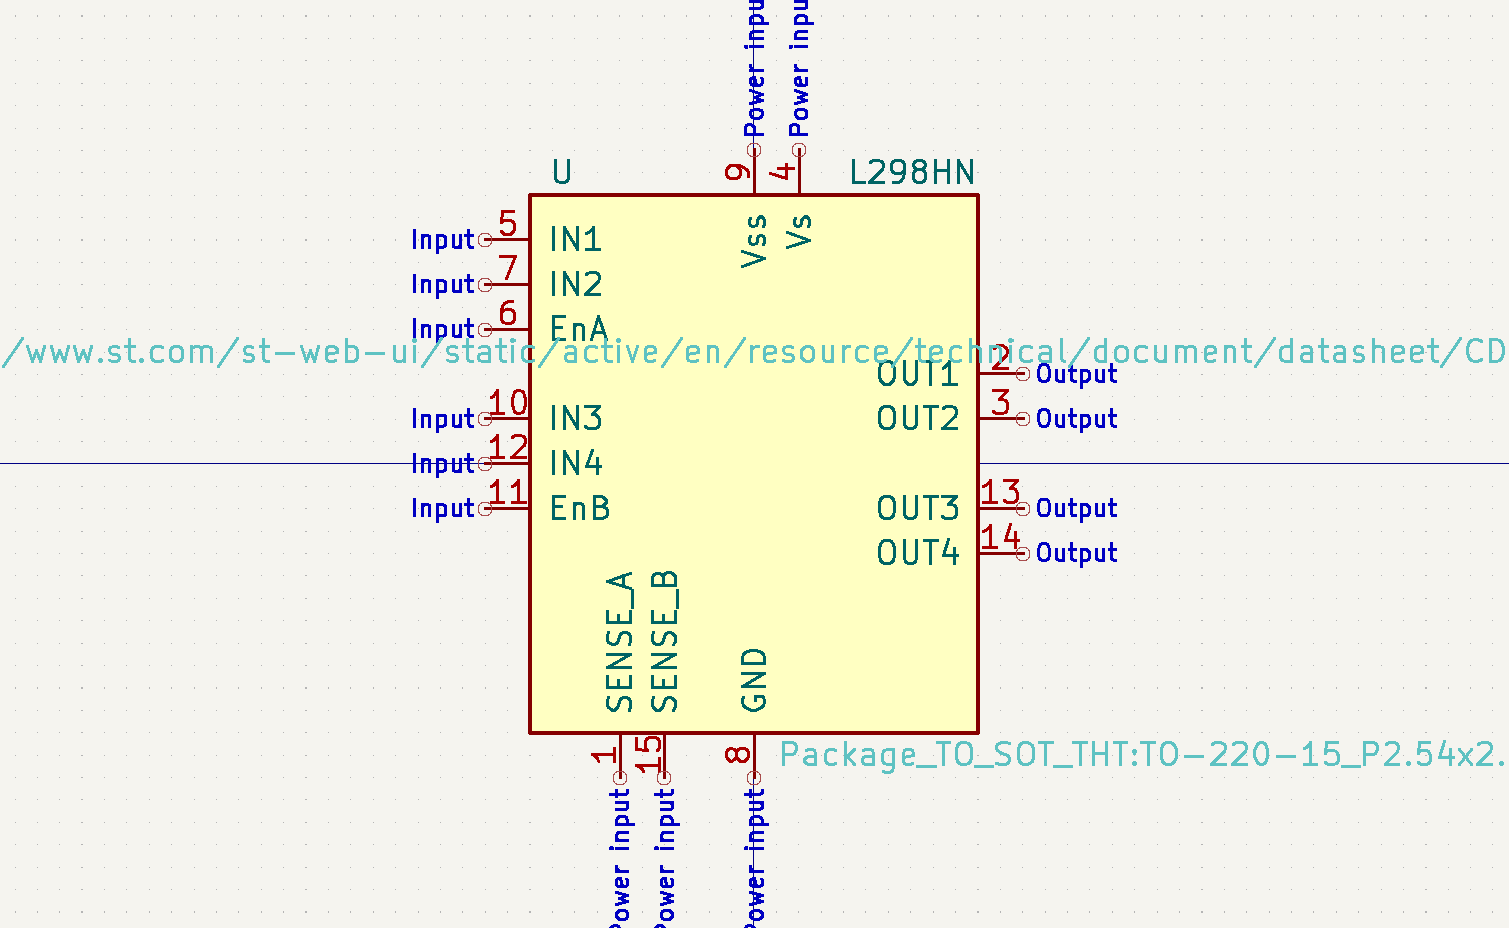 Power inpu
Power inpu
9
4
U
L298HN
Vss
Vs
Input
5
IN1
Input
7
IN2
Input
6
EnA
/www.st.com/st-web-ui/static/active/en/resource/technical/document/datasheet/CD
OUT1
2
Output
Input
10
IN3
OUT2
3
Output
Input
12
IN4
Input
11
EnB
OUT3
13
Output
OUT4
14
Output
SENSE_A
SENSE_B
GND
1
15
8
Package_TO_SOT_THT:TO-220-15_P2.54x2.
Power input
Power input
Power input